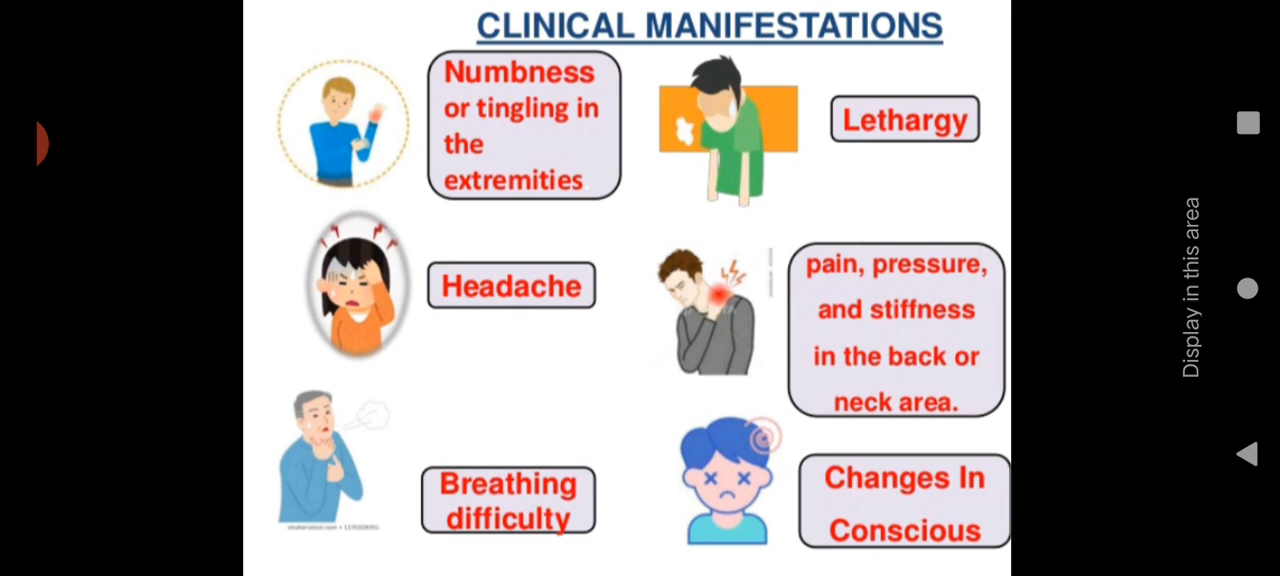 CLINICAL MANIFESTATIONS
Numbness
or tingling in
the
extremities
Lethargy
Headache
pain, pressure,
and stiffness
in the back or
neck area.
Breathing
difficulty
Changes In
Conscious
Display in this area